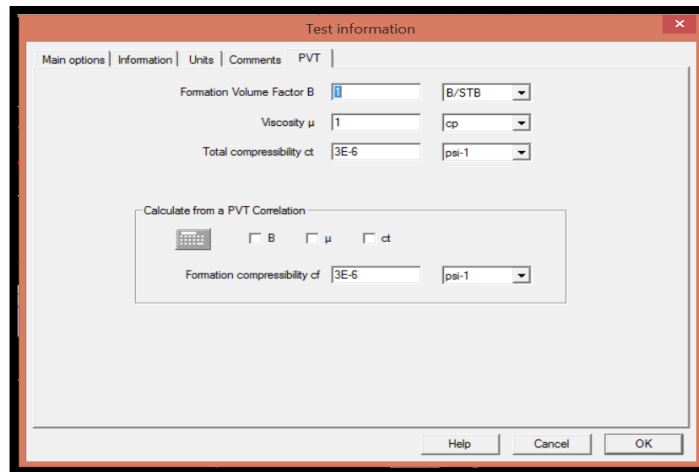 Test information
Main options Information Units Comments PVT
Formation Volume Factor B 1 B/STB
Viscosity μ 1 cp
Total compressibility ct 3E-6 psi-1
Calculate from a PVT Correlation
B μ ct
Formation compressibility cf 3E-6 psi-1
Help Cancel OK